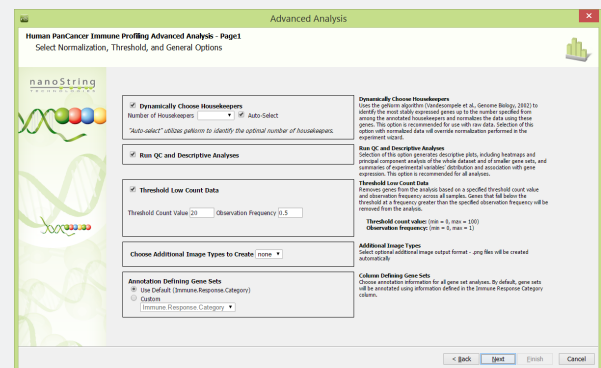 Advanced Analysis
Human PanCancer Immune Profiling Advanced Analysis - Page1
Select Normalization, Threshold, and General Options
nanoString
TECHNOLOGIES
Dynamically Choose Housekeepers
Number of Housekeepers
Auto-Select
"Auto-select" utilizes geNorm to identify the optimal number of housekeepers.
Run QC and Descriptive Analyses
Threshold Low Count Data
Threshold Count Value 20 Observation Frequency 0.5
Choose Additional Image Types to Create none
Annotation Defining Gene Sets
Use Default (Immune.Response.Category)
Custom
Immune.Response.Category
Dynamically Choose Housekeepers
Uses the geNorm algorithm (Vandesompele et al., Genome Biology, 2002) to
identify the most stably expressed genes up to the number specified from
among the annotated housekeepers and normalizes the data using these
genes. This option is recommended for use with raw data. Selection of this
option with normalized data will override normalization performed in the
experiment wizard.
Run QC and Descriptive Analyses
Selection of this option generates descriptive plots, including heatmaps and
principal component analysis of the whole dataset and of smaller gene sets, and
summaries of experimental variables' distribution and association with gene
expression. This option is recommended for all analyses.
Threshold Low Count Data
Removes genes from the analysis based on a specified threshold count value
and observation frequency across all samples. Genes that fall below the
threshold at a frequency greater than the specified observation frequency will be
removed from the analysis.
Threshold count value: (min = 0, max = 100)
Observation frequency: (min = 0, max = 1)
Additional Image Types
Select optional additional image output format - .png files will be created
automatically
Column Defining Gene Sets
Choose annotation information for all gene set analyses. By default, gene sets
will be annotated using information defined in the Immune Response Category
column.
< Back
Next
Finish
Cancel